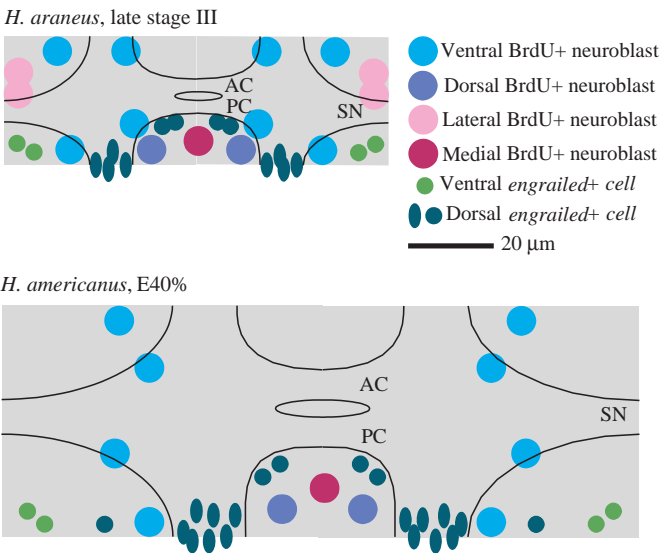 H. araneus, late stage III
AC
PC
SN
Ventral BrdU+ neuroblast
Dorsal BrdU+ neuroblast
Lateral BrdU+ neuroblast
Medial BrdU+ neuroblast
Ventral engrailed+ cell
Dorsal engrailed+ cell
20 μm
H. americanus, E40%
AC
SN
PC